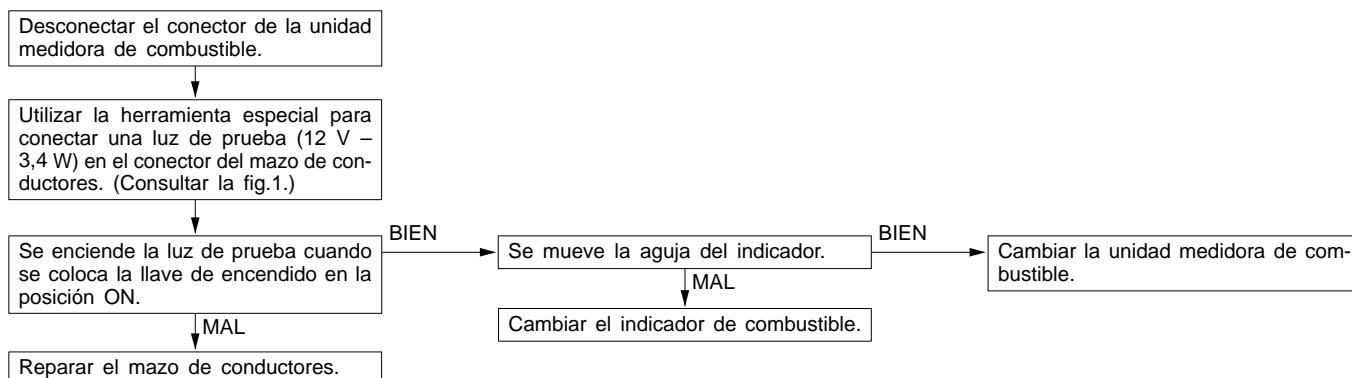 Desconectar el conector de la unidad
medidora de combustible.
Utilizar la herramienta especial para
conectar una luz de prueba (12 V –
3,4 W) en el conector del mazo de con-
ductores. (Consultar la fig.1.)
Se enciende la luz de prueba cuando
se coloca la llave de encendido en la
posición ON.
BIEN
Se mueve la aguja del indicador.
BIEN
Cambiar la unidad medidora de com-
bustible.
MAL
Cambiar el indicador de combustible.
MAL
Reparar el mazo de conductores.